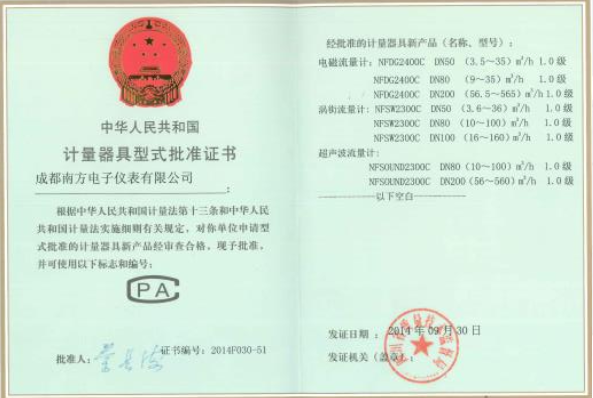 中华人民共和国
计量器具型式批准证书
成都南方电子仪表有限公司
:
根据中华人民共和国计量法第十三条和中华人民
共和国计量法实施细则有关规定，对你单位申请型
式批准的计量器具新产品经审查合格，现予批准，
并可使用以下标志和编号：
CPA
批准人：
证书编号：2014F030-51
经批准的计量器具新产品（名称、型号）：
电磁流量计：NFDG2400C DN50 (3.5～35) m³/h 1.0级
NFDG2400C DN80 (9～35) m³/h 1.0级
NFDG2400C DN200 (56.5～565) m³/h 1.0级
涡街流量计：NFSW2300C DN50 (3.6～36) m³/h 1.0级
NFSW2300C DN80 (10～100) m³/h 1.0级
NFSW2300C DN100 (16～160) m³/h 1.0级
超声波流量计：
NFSOUND2300C DN80 (10～100) m³/h 1.0级
NFSOUND2300C DN200 (56～560) m³/h 1.0级
以下空白
发证日期：2014年09月30日
发证机关（盖章）：